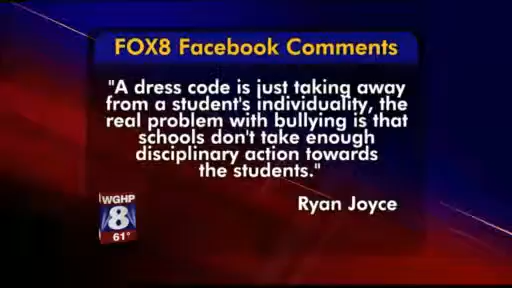 FOX8 Facebook Comments
"A dress code is just taking away
from a student's individuality, the
real problem with bullying is that
schools don't take enough
disciplinary action towards
the students."
Ryan Joyce
WGHP
8
61°